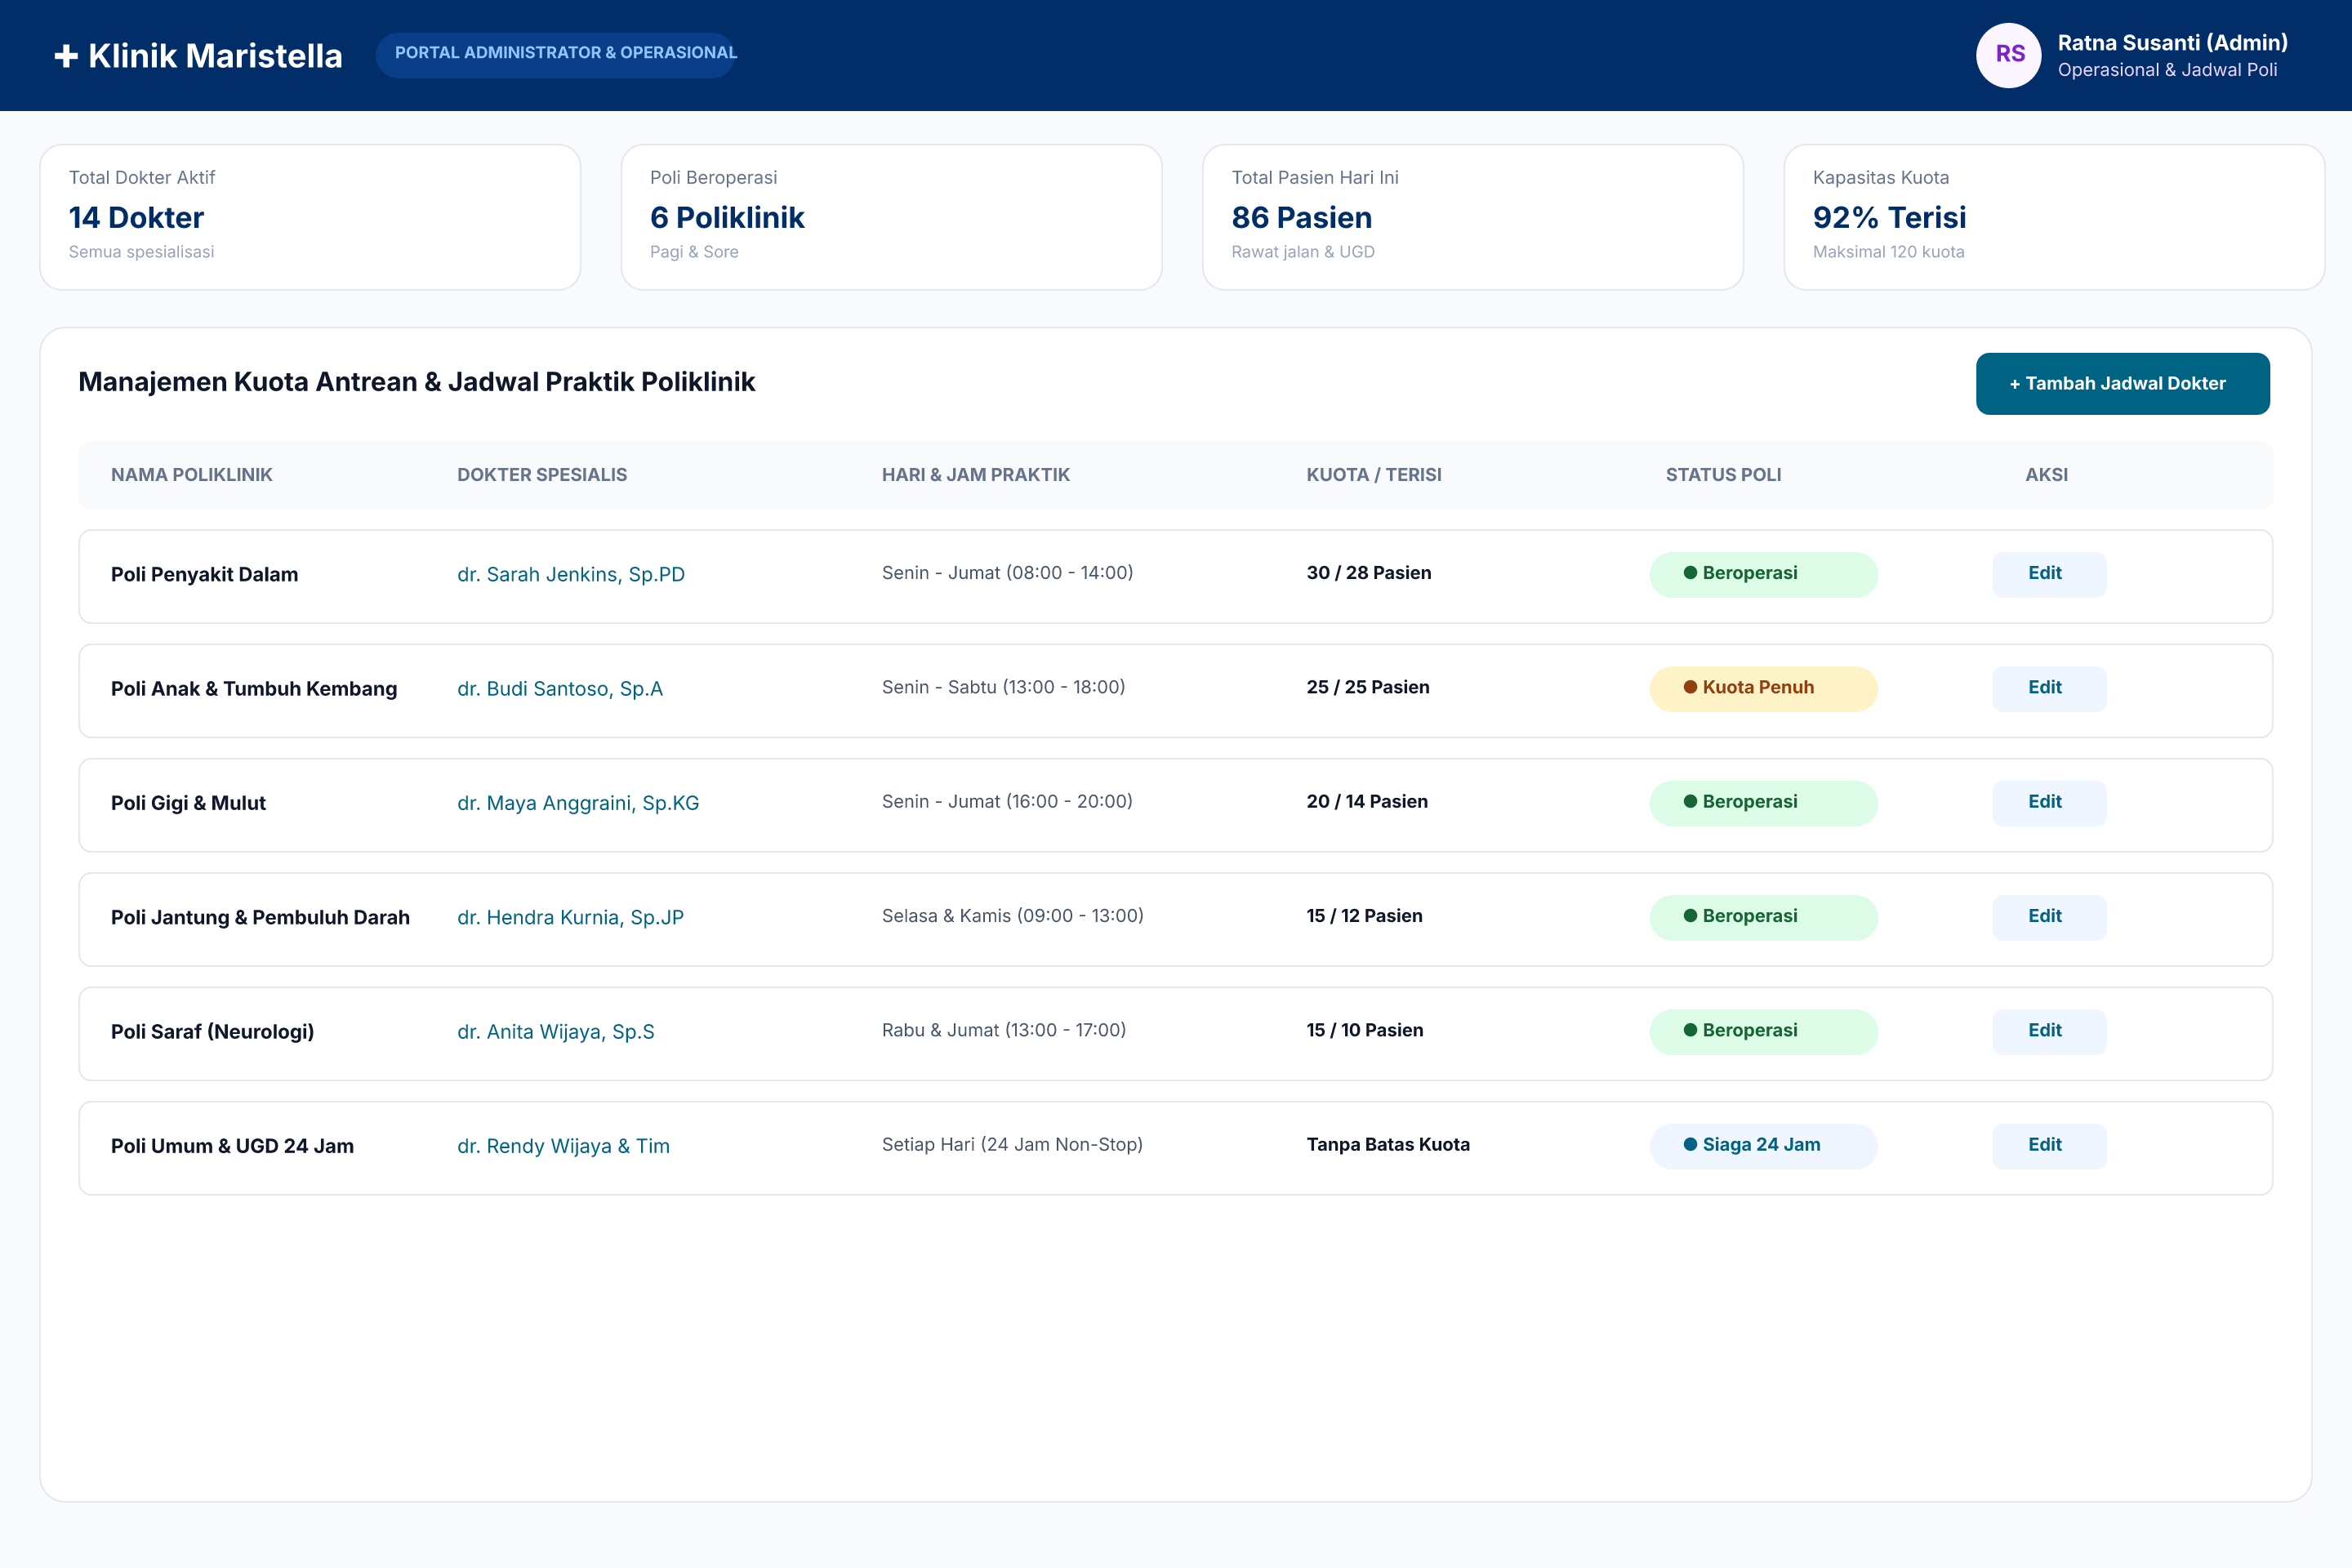 + Klinik Maristella
PORTAL ADMINISTRATOR & OPERASIONAL
RS
Ratna Susanti (Admin)
Operasional & Jadwal Poli
Total Dokter Aktif
14 Dokter
Semua spesialisasi
Poli Beroperasi
6 Poliklinik
Pagi & Sore
Total Pasien Hari Ini
86 Pasien
Rawat jalan & UGD
Kapasitas Kuota
92% Terisi
Maksimal 120 kuota
Manajemen Kuota Antrean & Jadwal Praktik Poliklinik
+ Tambah Jadwal Dokter
NAMA POLIKLINIK DOKTER SPESIALIS HARI & JAM PRAKTIK KUOTA / TERISI STATUS POLI AKSI
Poli Penyakit Dalam dr. Sarah Jenkins, Sp.PD Senin - Jumat (08:00 - 14:00) 30 / 28 Pasien ● Beroperasi Edit
Poli Anak & Tumbuh Kembang dr. Budi Santoso, Sp.A Senin - Sabtu (13:00 - 18:00) 25 / 25 Pasien ● Kuota Penuh Edit
Poli Gigi & Mulut dr. Maya Anggraini, Sp.KG Senin - Jumat (16:00 - 20:00) 20 / 14 Pasien ● Beroperasi Edit
Poli Jantung & Pembuluh Darah dr. Hendra Kurnia, Sp.JP Selasa & Kamis (09:00 - 13:00) 15 / 12 Pasien ● Beroperasi Edit
Poli Saraf (Neurologi) dr. Anita Wijaya, Sp.S Rabu & Jumat (13:00 - 17:00) 15 / 10 Pasien ● Beroperasi Edit
Poli Umum & UGD 24 Jam dr. Rendy Wijaya & Tim Setiap Hari (24 Jam Non-Stop) Tanpa Batas Kuota ● Siaga 24 Jam Edit